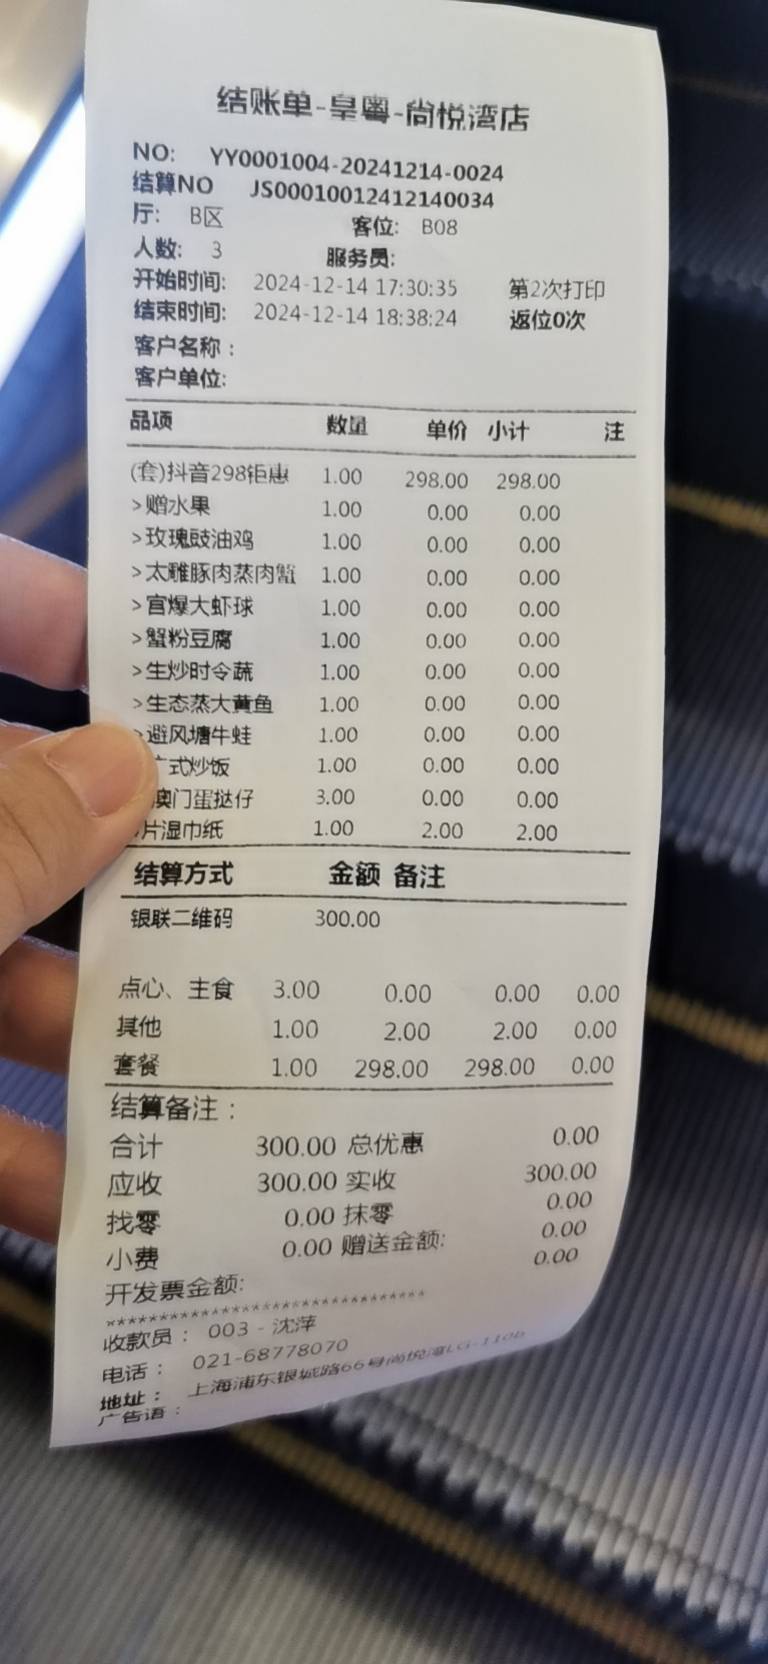 结账单-皇粤-尚悦湾店
NO: YY0001004-20241214-0024
结算NO JS00010012412140034
厅: B区 客位: B08
人数: 3 服务员:
开始时间: 2024-12-14 17:30:35 第2次打印
结束时间: 2024-12-14 18:38:24 返位0次
客户名称:
客户单位:
品项 数量 单价 小计 注
(套)抖音298钜惠 1.00 298.00 298.00
>赠水果 1.00 0.00 0.00
>玫瑰豉油鸡 1.00 0.00 0.00
>太雕豚肉蒸肉蟹 1.00 0.00 0.00
>宫爆大虾球 1.00 0.00 0.00
>蟹粉豆腐 1.00 0.00 0.00
>生炒时令蔬 1.00 0.00 0.00
>生态蒸大黄鱼 1.00 0.00 0.00
>避风塘牛蛙 1.00 0.00 0.00
广式炒饭 1.00 0.00 0.00
澳门蛋挞仔 3.00 0.00 0.00
片湿巾纸 1.00 2.00 2.00
结算方式 金额 备注
银联二维码 300.00
点心、主食 3.00 0.00 0.00 0.00
其他 1.00 2.00 2.00 0.00
套餐 1.00 298.00 298.00 0.00
结算备注:
合计 300.00 总优惠 0.00
应收 300.00 实收 300.00
找零 0.00 抹零 0.00
小费 0.00 赠送金额: 0.00
开发票金额: 0.00
******************************
收款员: 003 - 沈萍
电话: 021-68778070
地址: 上海浦东银城路66号尚悦湾LG-110b
广告语: